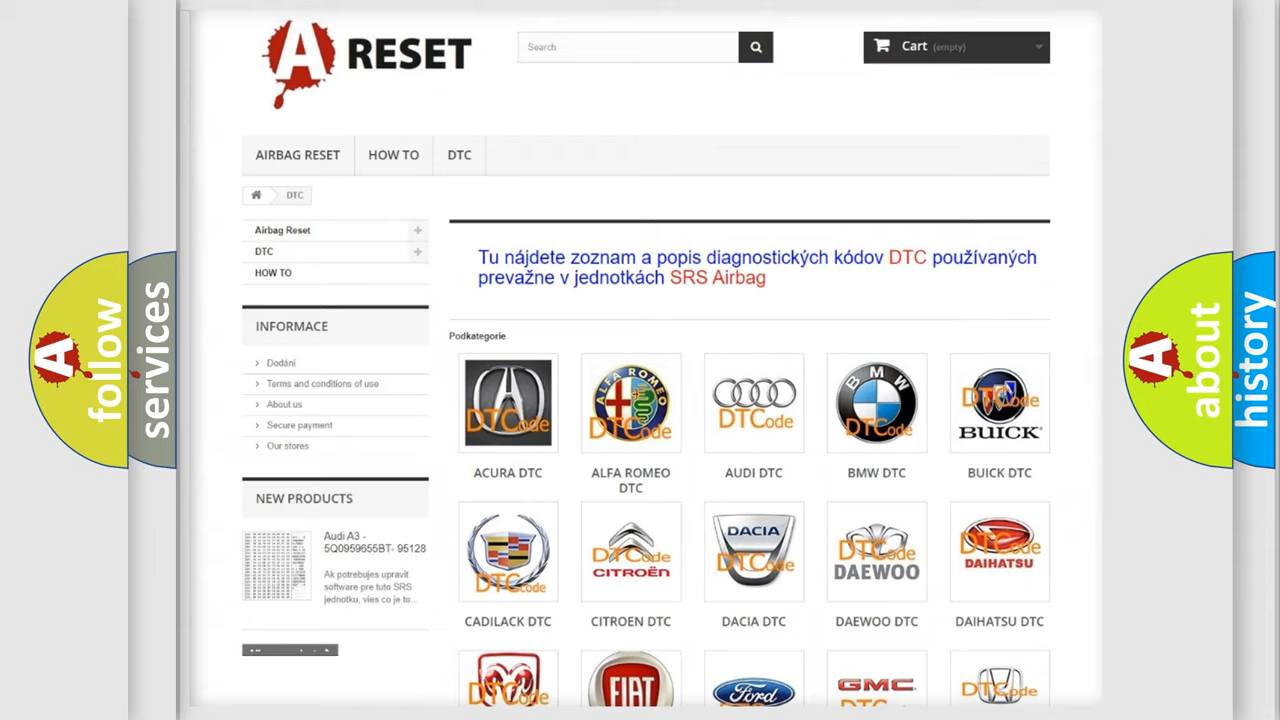 A RESET
Search
Cart (empty)
AIRBAG RESET
HOW TO
DTC
DTC
Airbag Reset
DTC
HOW TO
Tu nájdete zoznam a popis diagnostických kódov DTC používaných
prevažne v jednotkách SRS Airbag
INFORMACE
Dodání
Terms and conditions of use
About us
Secure payment
Our stores
NEW PRODUCTS
Audi A3 -
5Q0959655BT- 95128
Ak potrebujes upravit
software pre tuto SRS
jednotku, vies co je to...
Podkategorie
DTCode
ALFA ROMEO
DTCode
DTCode
BMW
DTCode
DTCode
BUICK
ACURA DTC
ALFA ROMEO
DTC
AUDI DTC
BMW DTC
BUICK DTC
DTCode
DTCode
CITROËN
DACIA
DTCode
DTCode
DAEWOO
DTCode
DAIHATSU
CADILACK DTC
CITROEN DTC
DACIA DTC
DAEWOO DTC
DAIHATSU DTC
DTCode
FIAT
Ford
GMC
DTCode
A follow
services
A about
history